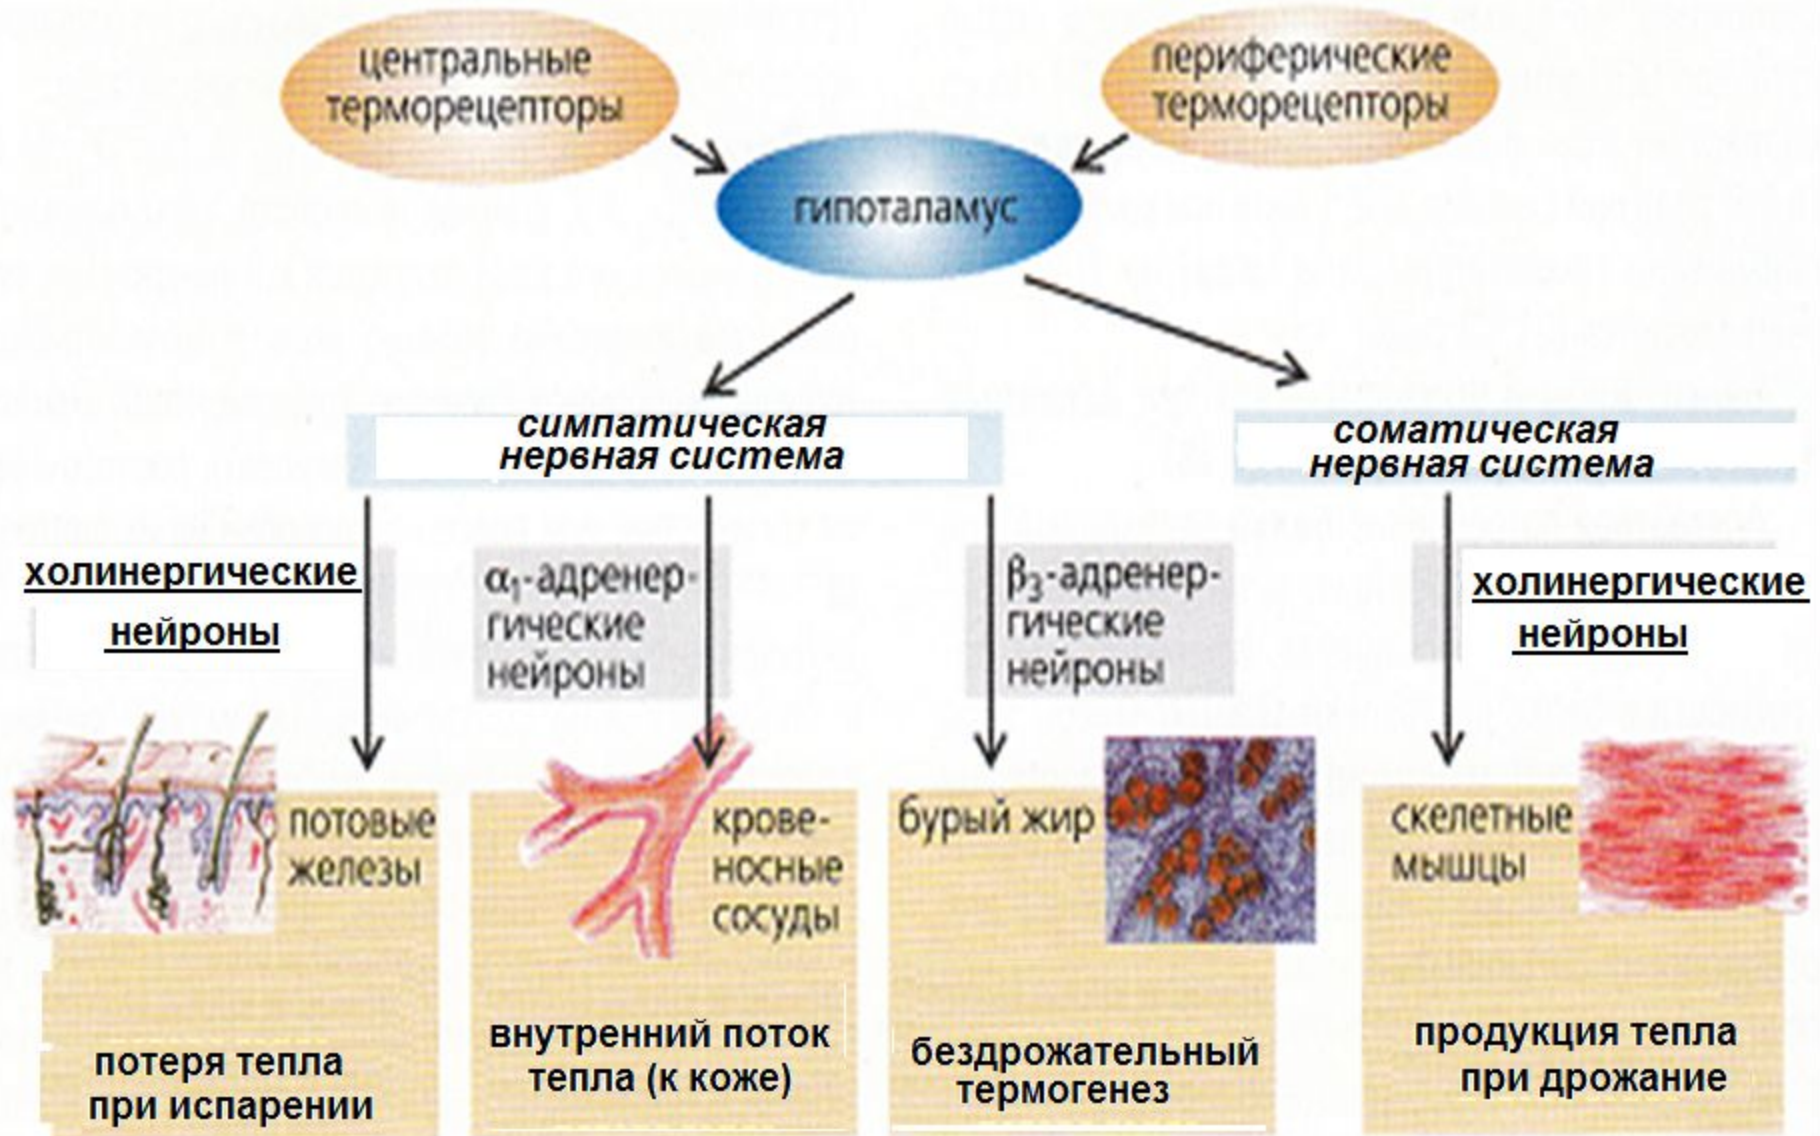 центральные
терморецепторы
периферические
терморецепторы
гипоталамус
симпатическая
нервная система
соматическая
нервная система
холинергические
нейроны
α₁-адренер-
гические
нейроны
β₃-адренер-
гические
нейроны
холинергические
нейроны
потовые
железы
крове-
носные
сосуды
бурый жир
скелетные
мышцы
потеря тепла
при испарении
внутренний поток
тепла (к коже)
бездрожательный
термогенез
продукция тепла
при дрожание